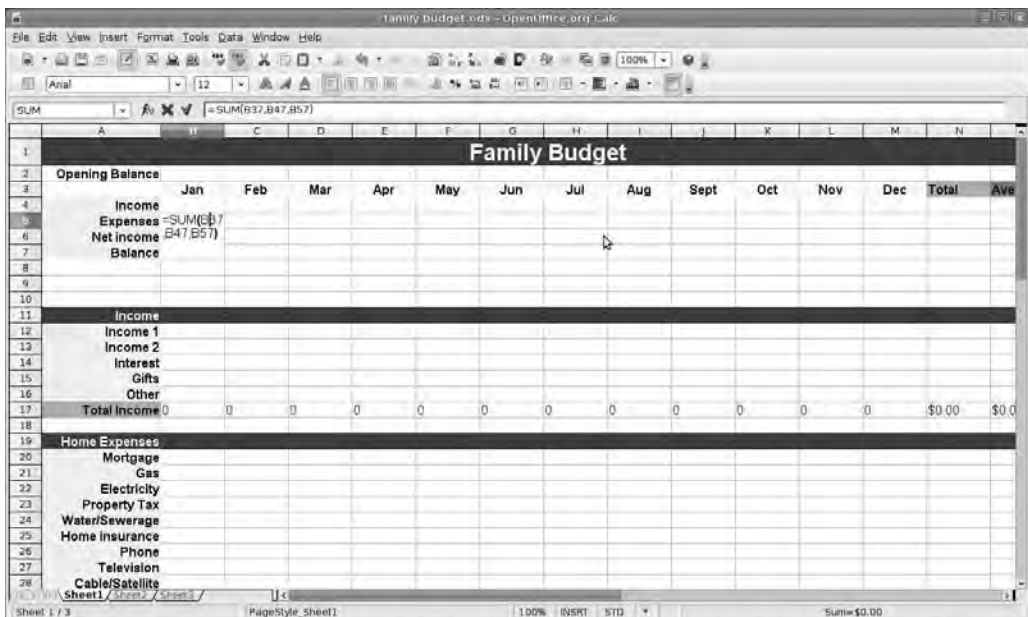 family budget.ods - OpenOffice.org Calc
File Edit View Insert Format Tools Data Window Help
100%
Arial 12
SUM =SUM(B37,B47,B57)
A B C D E F G H I J K L M N
1 Family Budget
2 Opening Balance
3 Jan Feb Mar Apr May Jun Jul Aug Sept Oct Nov Dec Total Ave
4 Income
5 Expenses =SUM(B37
6 Net income ,B47,B57)
7 Balance
8
9
10
11 Income
12 Income 1
13 Income 2
14 Interest
15 Gifts
16 Other
17 Total Income 0 0 0 0 0 0 0 0 0 0 0 0 $0.00 $0.0
18
19 Home Expenses
20 Mortgage
21 Gas
22 Electricity
23 Property Tax
24 Water/Sewerage
25 Home insurance
26 Phone
27 Television
28 Cable/Satellite
Sheet1 Sheet2 Sheet3
Sheet 1 / 3 PageStyle_Sheet1 100% INSRT STD * Sum=$0.00